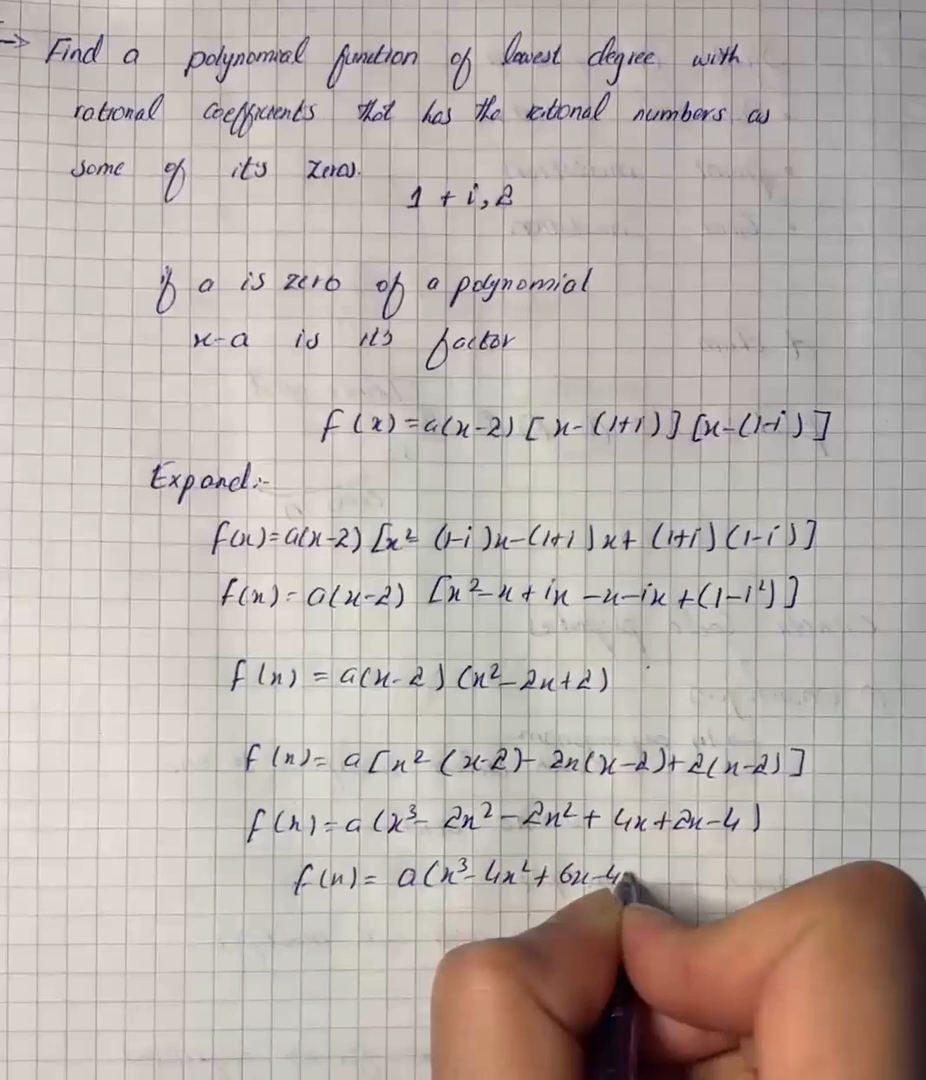 → Find a polynomial function of lowest degree with
rational coefficients that has the rational numbers as
some of its zeros.
1 + i, 2
if a is zero of a polynomial
x-a is its factor
f(x)=a(x-2) [x-(1+i)] [x-(1-i)]
Expand:-
f(x)=a(x-2) [x²-(1-i)x-(1+i)x+(1+i)(1-i)]
f(x)=a(x-2) [x²-x+ix-x-ix+(1-i²)]
f(x) = a(x-2)(x²-2x+2)
f(x)= a[x²(x-2)-2x(x-2)+2(x-2)]
f(x)=a(x³-2x²-2x²+4x+2x-4)
f(x)= a(x³-4x²+6x-4